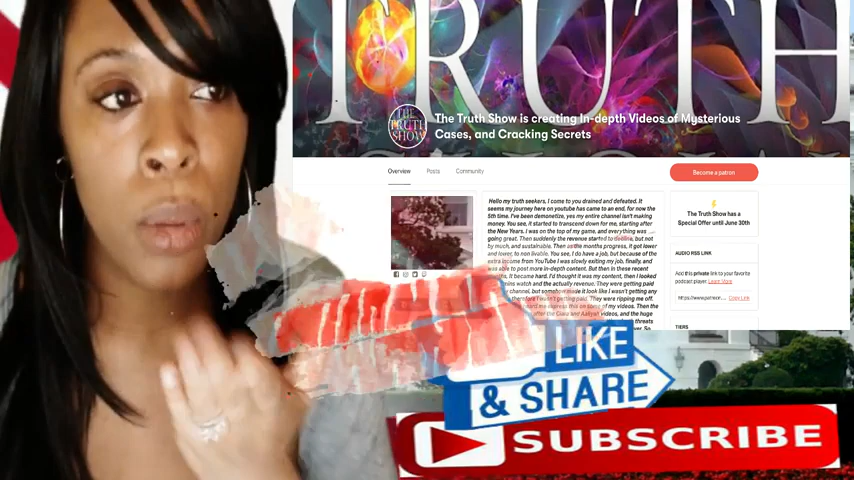 TRUTH
THE
TRUTH
SHOW
The Truth Show is creating In-depth Videos of Mysterious
Cases, and Cracking Secrets
Overview Posts Community
Become a patron
Hello my truth seekers, I come to you drained and defeated. It
seems my journey here on youtube has came to an end, for now the
5th time. I've been demonetize, yes my entire channel isn't making
money. You see, it started to transcend down for me, starting after
the New Years. I was on the top of my game, and everything was
going great. Then suddenly the revenue started to decline, but not
by much, and sustainable. Then as the months progress, it got lower
and lower, to non livable. You see, I do have a job, but because of the
extra income from YouTube I was slowly exiting my job, finally, and
was able to post more in-depth content. But then in these recent
It became hard. I'd thought it was my content, then I looked
channel, but somebody made it look like I wasn't getting any
therefore I wasn't getting paid. They were ripping me off.
of my videos. Then the
after the Ciara and Aaliyah videos, and the huge
threats
over. So
The Truth Show has a
Special Offer until June 30th
AUDIO RSS LINK
Add this private link to your favorite
podcast player. Learn More
https://www.patreon.... Copy Link
TIERS
LIKE
& SHARE
SUBSCRIBE